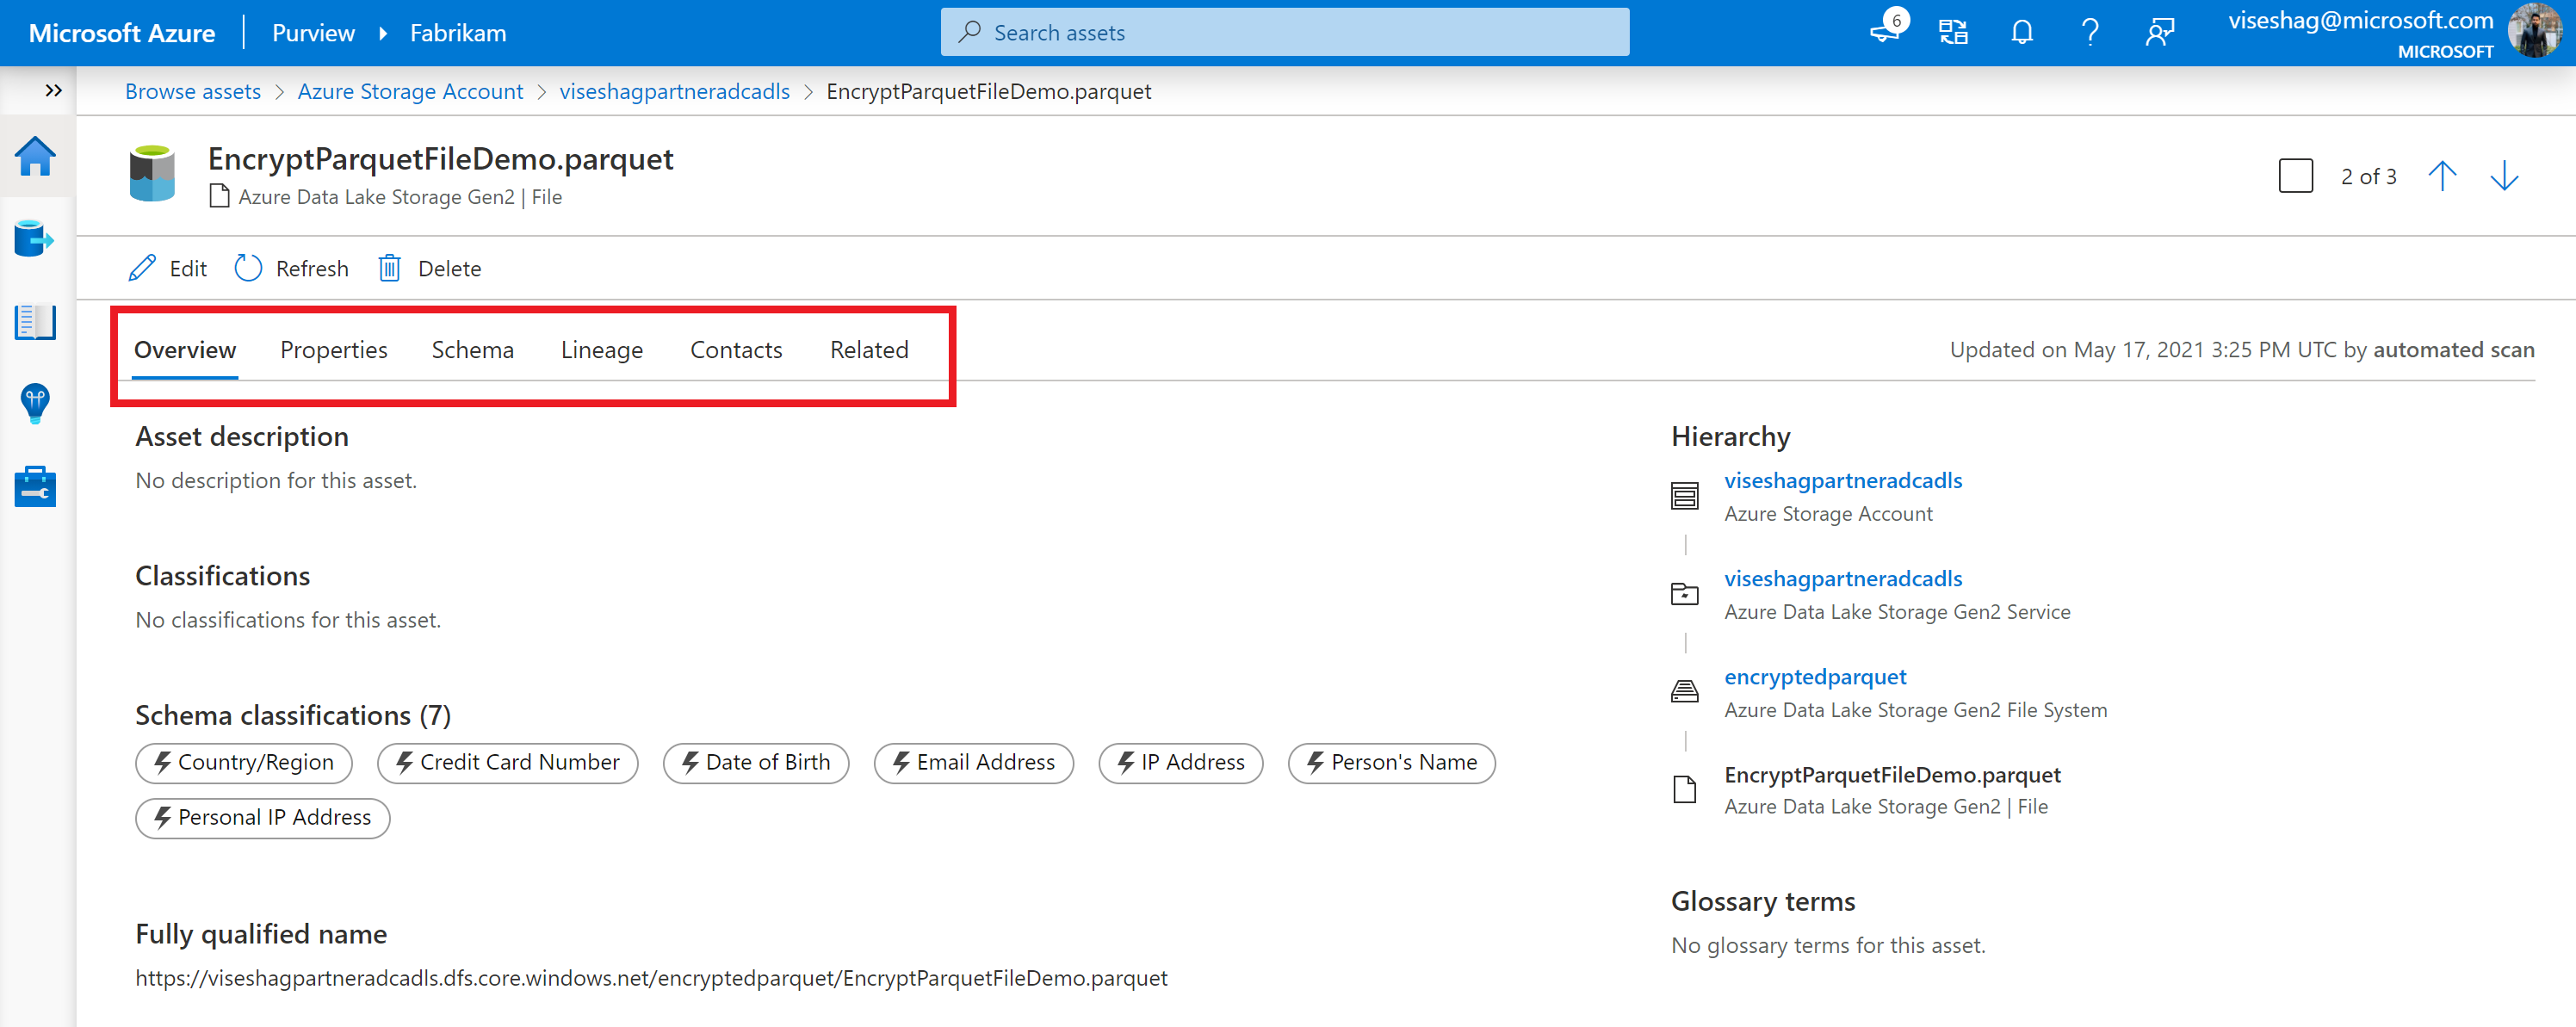 Microsoft Azure Purview Fabrikam Search assets 6 viseshag@microsoft.com
MICROSOFT
Browse assets > Azure Storage Account > viseshagpartneradcadls > EncryptParquetFileDemo.parquet
EncryptParquetFileDemo.parquet
Azure Data Lake Storage Gen2 | File
2 of 3
Edit Refresh Delete
Overview Properties Schema Lineage Contacts Related
Updated on May 17, 2021 3:25 PM UTC by automated scan
Asset description
No description for this asset.
Classifications
No classifications for this asset.
Schema classifications (7)
Country/Region Credit Card Number Date of Birth Email Address IP Address Person's Name
Personal IP Address
Fully qualified name
https://viseshagpartneradcadls.dfs.core.windows.net/encryptedparquet/EncryptParquetFileDemo.parquet
Hierarchy
viseshagpartneradcadls
Azure Storage Account
viseshagpartneradcadls
Azure Data Lake Storage Gen2 Service
encryptedparquet
Azure Data Lake Storage Gen2 File System
EncryptParquetFileDemo.parquet
Azure Data Lake Storage Gen2 | File
Glossary terms
No glossary terms for this asset.